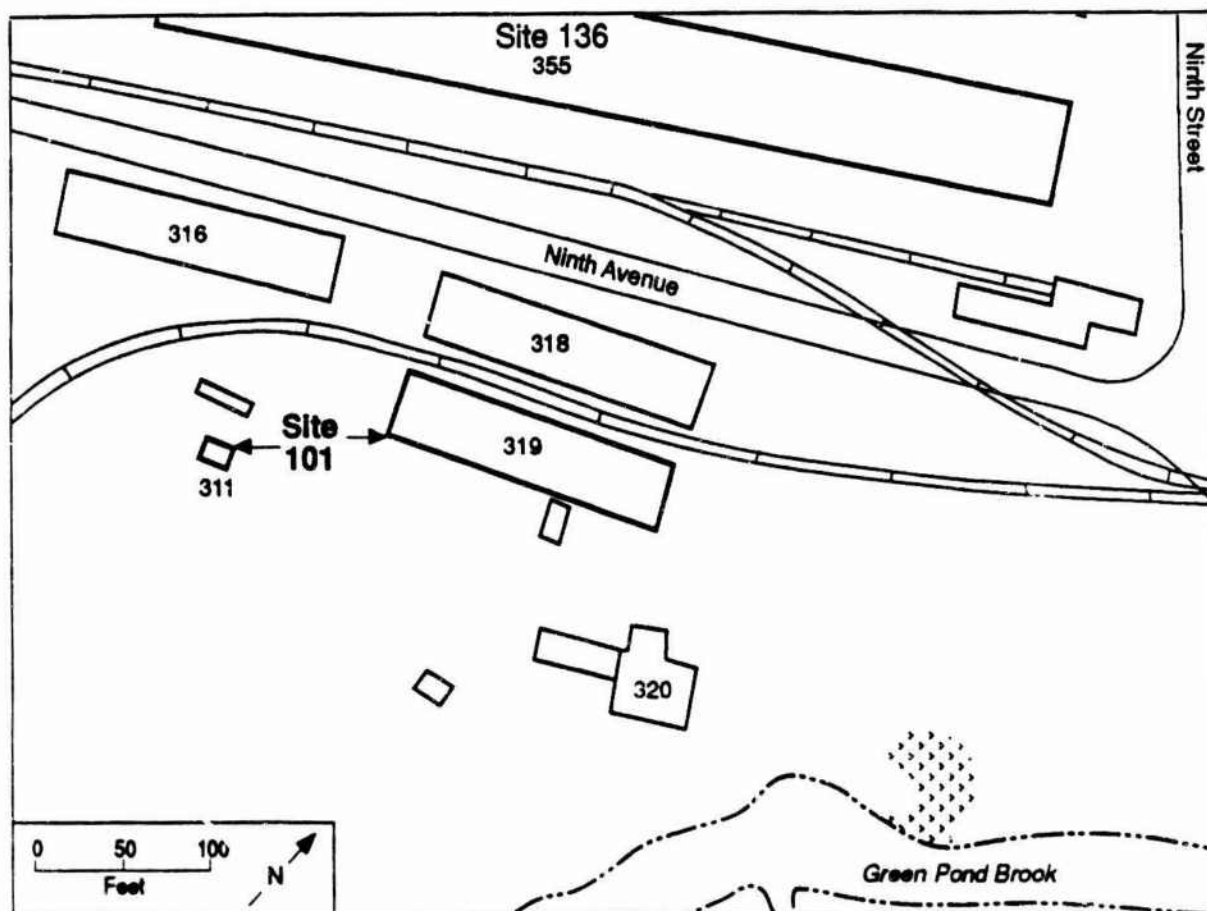 Site 136
355
Ninth Street
316
Ninth Avenue
318
Site
101
319
311
320
0 50 100
Feet
N
Green Pond Brook